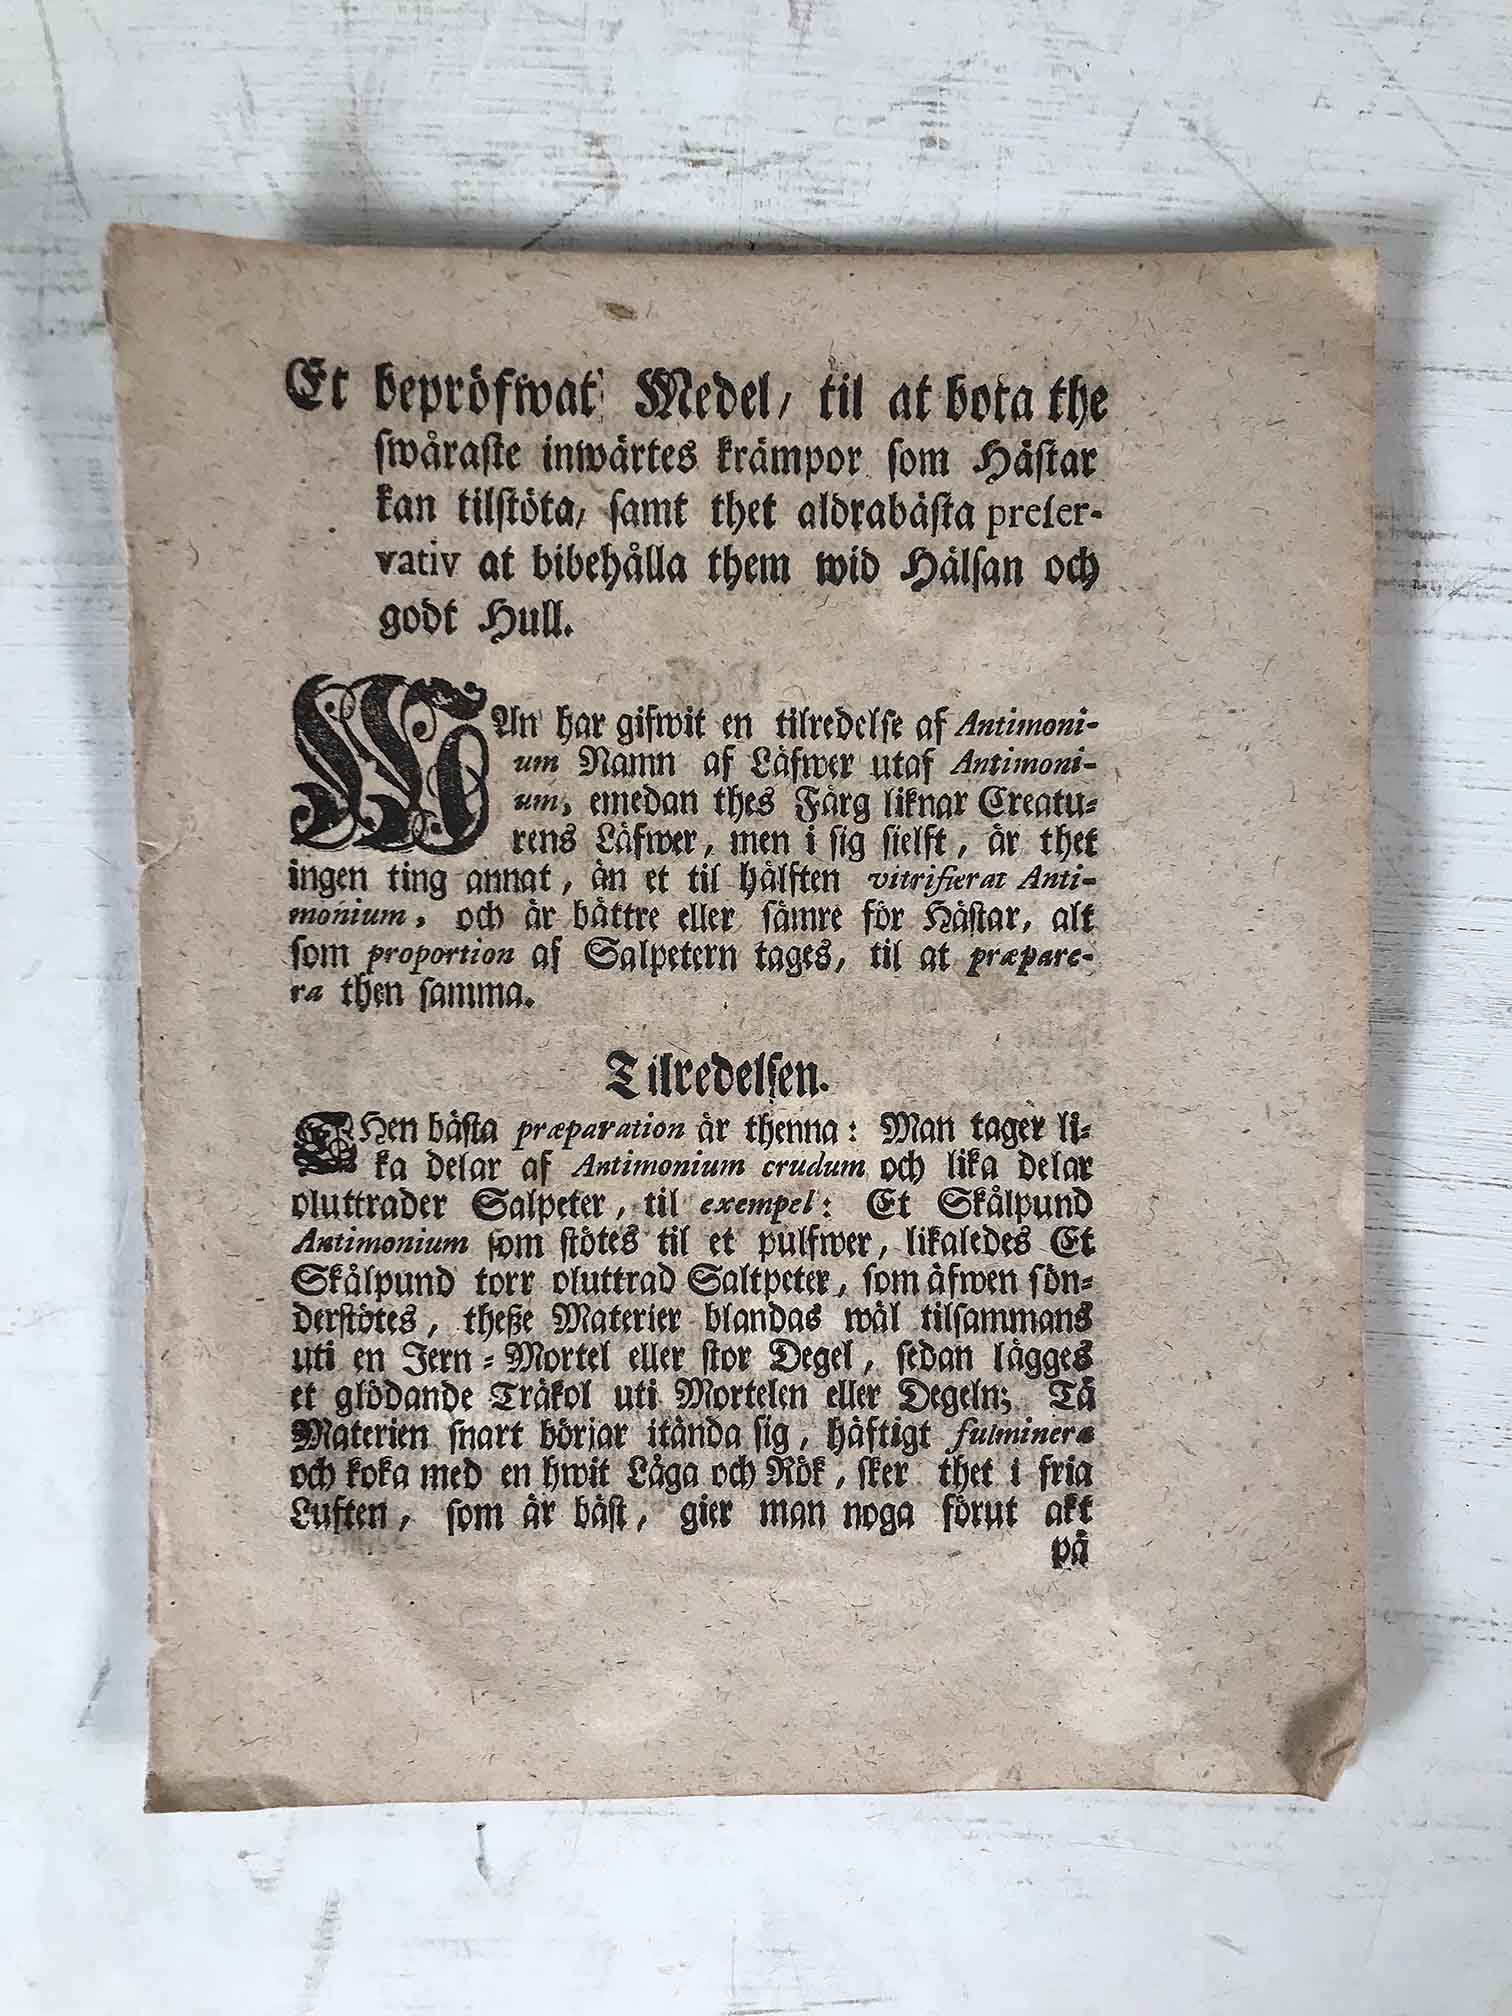 Et bepröfwat Medel, til at bota the
swåraste inwärtes krämpor som Hästar
kan tilstöta, samt thet aldrabästa preser-
vativ at bibehålla them wid Hälsan och
godt Hull.
MAn har gifwit en tilredelse af Antimoni-
um Namn af Läfwer utaf Antimoni-
um, emedan thes Färg liknar Creatu-
rens Läfwer, men i sig sielft, är thet
ingen ting annat, än et til hälften vitrifierat Anti-
monium, och är bättre eller sämre för Hästar, alt
som proportion af Salpetern tages, til at præpare-
ra then samma.
Tilredelsen.
THen bästa præparation är thenna: Man tager li-
ka delar af Antimonium crudum och lika delar
oluttrader Salpeter, til exempel: Et Skålpund
Antimonium som stötes til et pulfwer, likaledes Et
Skålpund torr oluttrad Saltpeter, som äfwen sön-
derstötes, theße Materier blandas wäl tilsammans
uti en Jern-Mortel eller stor Degel, sedan lägges
et glödande Träkol uti Mortelen eller Degeln; Tå
Materien snart börjar itända sig, häftigt fulminera
och koka med en hwit Låga och Rök, sker thet i fria
Luften, som är bäst, gier man noga förut akt
på